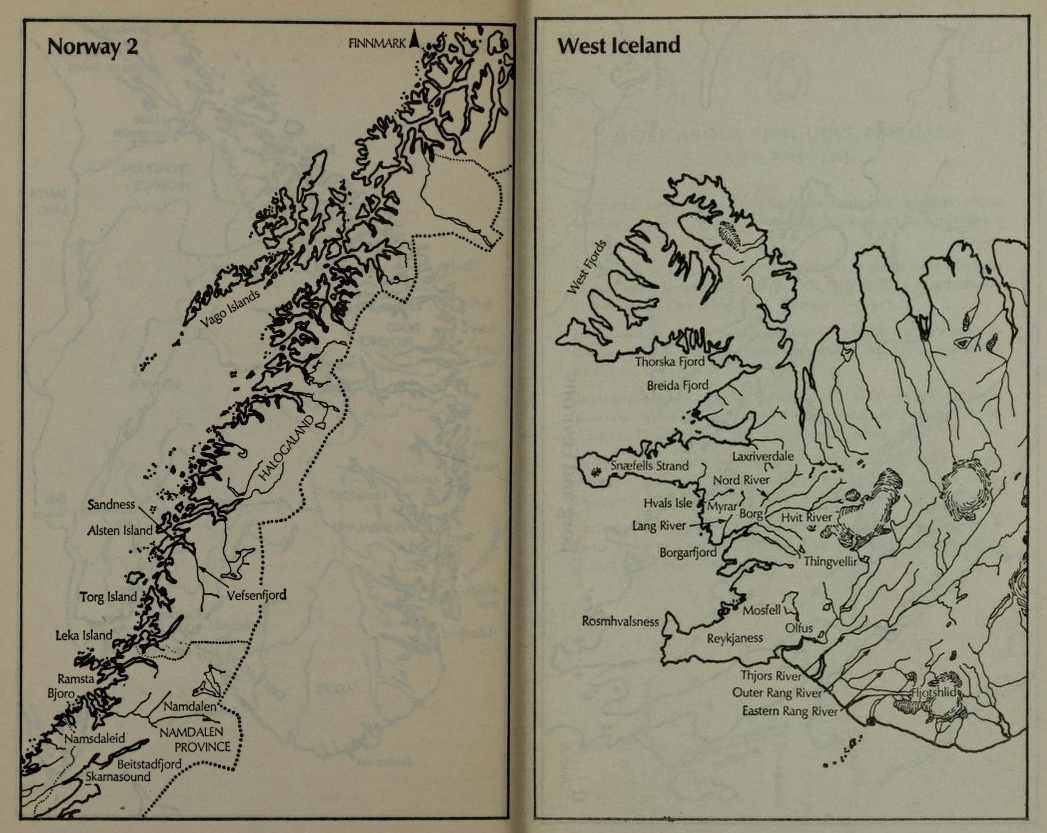 Norway 2
FINNMARK
Vago Islands
HALOGALAND
Sandness
Alsten Island
Torg Island
Vefsenfjord
Leka Island
Ramsta
Bjoro
Namdalen
Namsdaleid
NAMDALEN
PROVINCE
Beitstadfjord
Skarnasound
West Iceland
West Fjords
Thorska Fjord
Breida Fjord
Laxriverdale
Snæfells Strand
Nord River
Hvals Isle
Myrar
Borg
Hvit River
Lang River
Borgarfjord
Thingvellir
Mosfell
Rosmhvalsness
Olfus
Reykjaness
Thjors River
Outer Rang River
Fljotshlid
Eastern Rang River